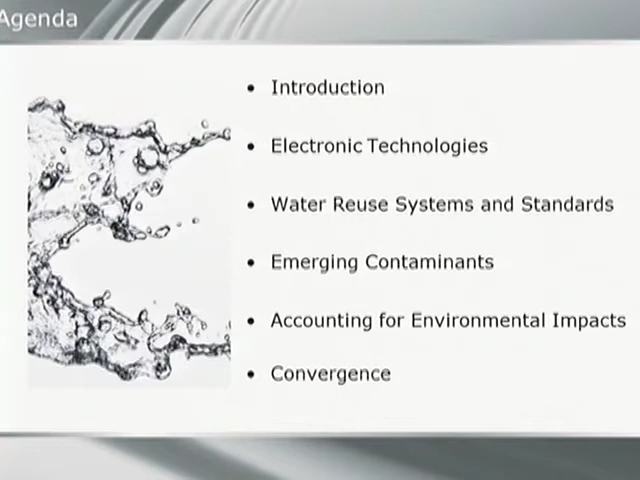 Agenda
• Introduction
• Electronic Technologies
• Water Reuse Systems and Standards
• Emerging Contaminants
• Accounting for Environmental Impacts
• Convergence